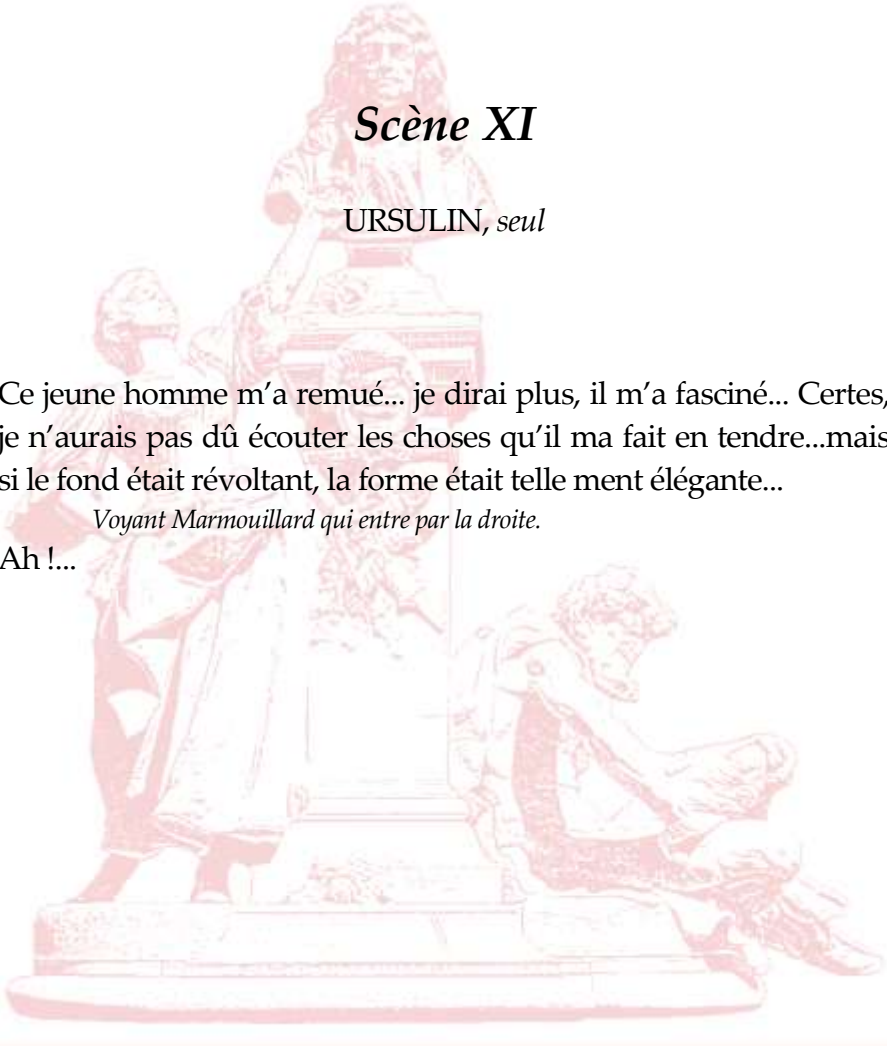 Scène XI
URSULIN, seul
Ce jeune homme m’a remué... je dirai plus, il m’a fasciné... Certes,
je n’aurais pas dû écouter les choses qu’il ma fait en tendre...mais
si le fond était révoltant, la forme était telle ment élégante...
Voyant Marmouillard qui entre par la droite.
Ah !...